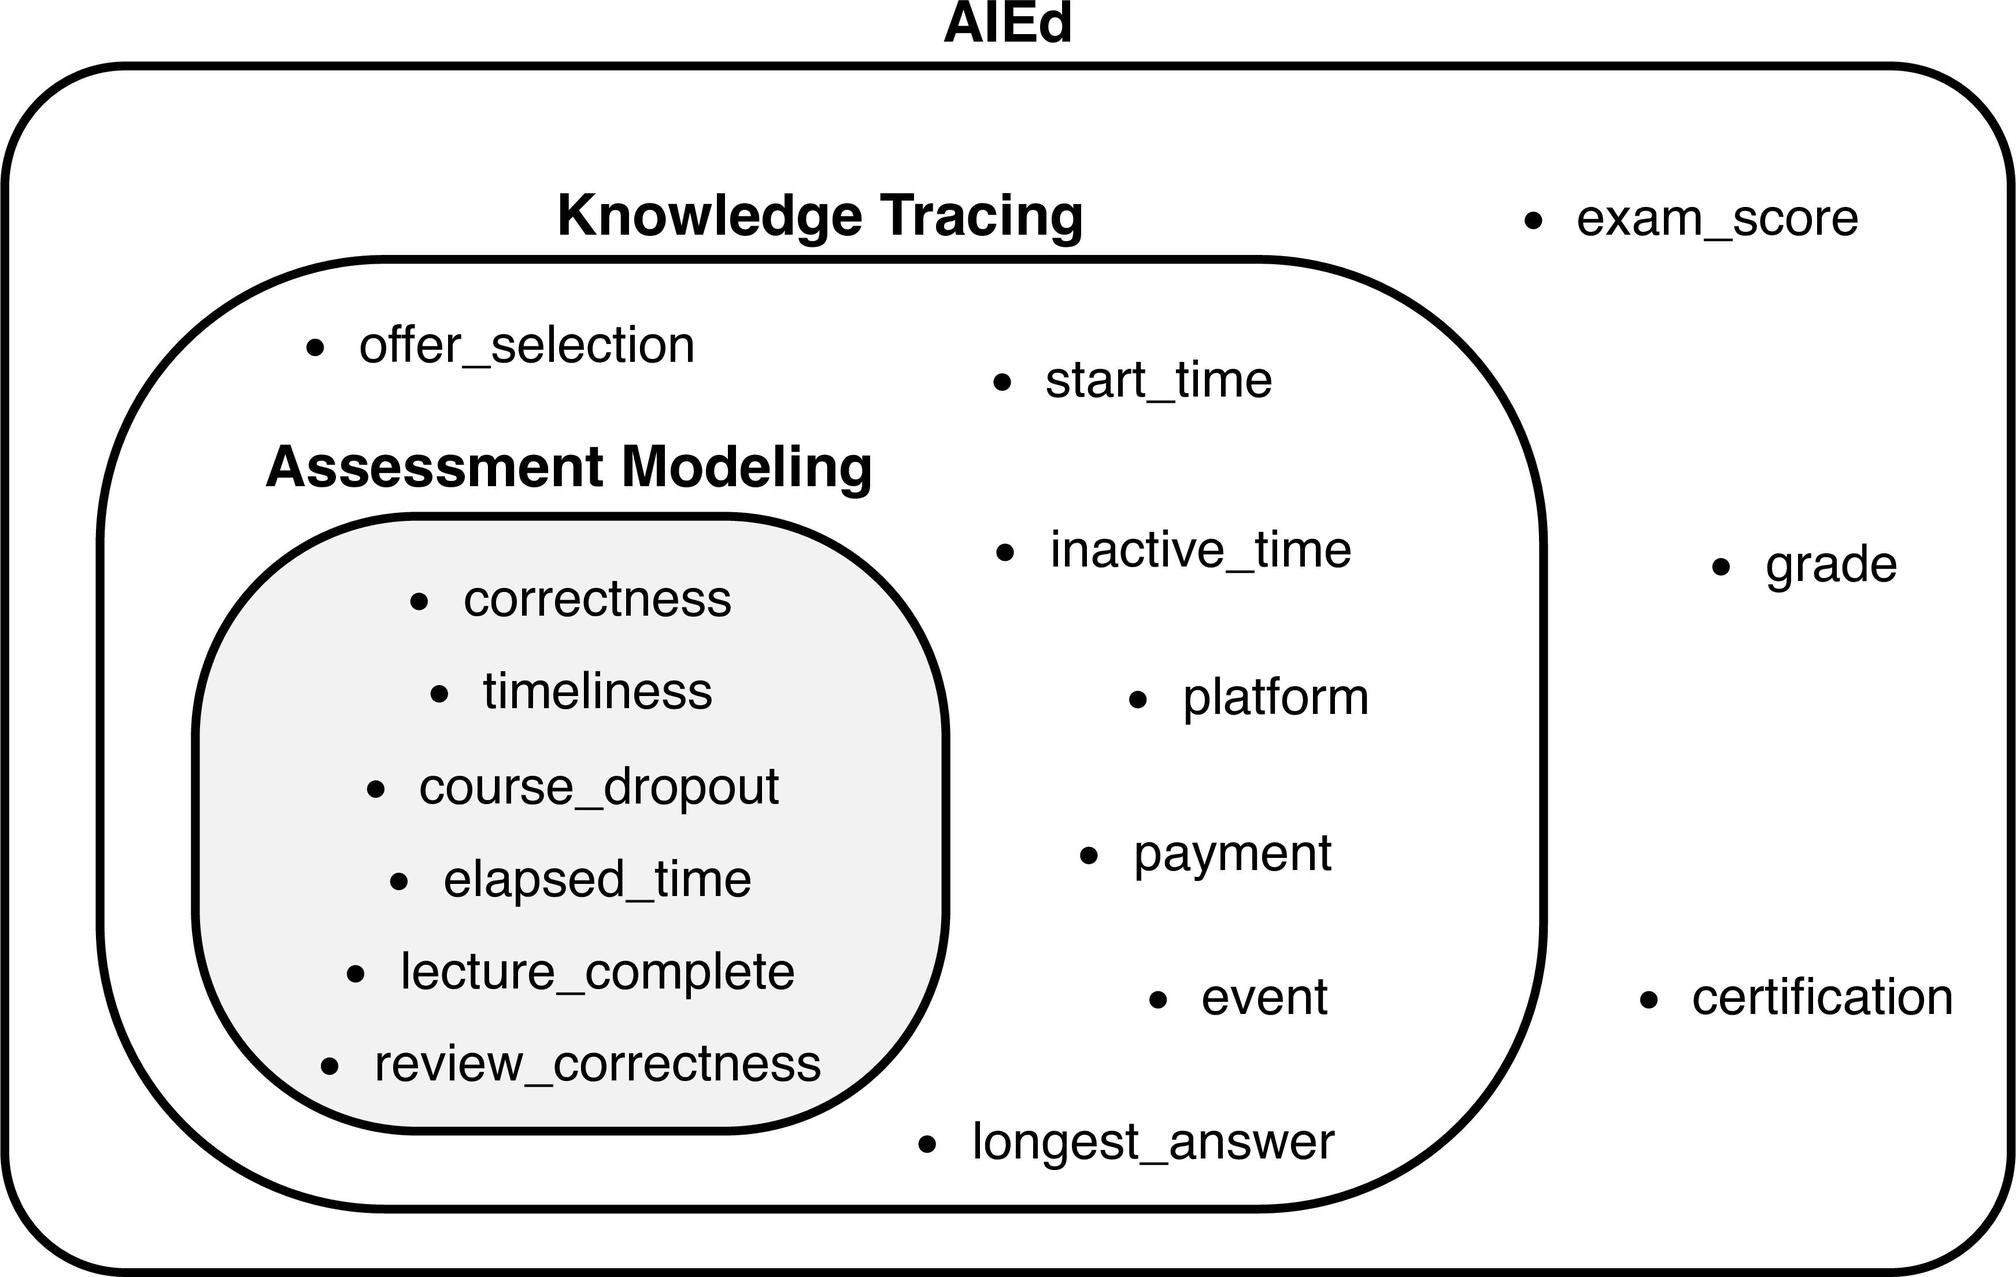 AIEd
Knowledge Tracing
• exam_score
• offer_selection
• start_time
Assessment Modeling
• inactive_time
• grade
• correctness
• timeliness
• platform
• course_dropout
• payment
• elapsed_time
• lecture_complete
• event
• certification
• review_correctness
• longest_answer